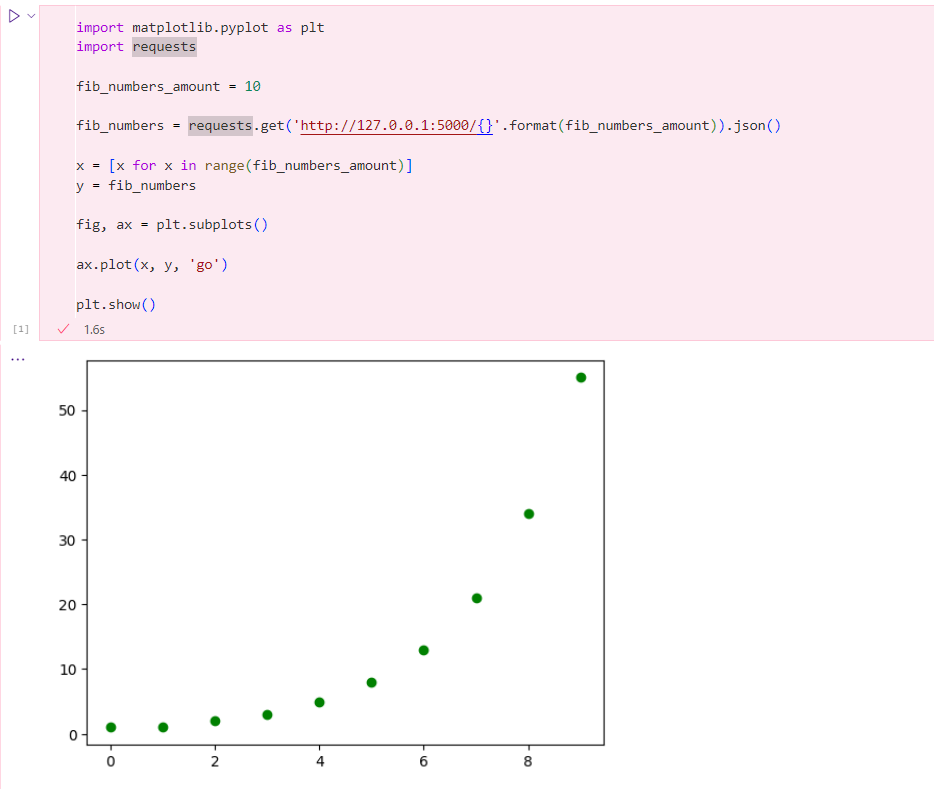 import matplotlib.pyplot as plt
import requests
fib_numbers_amount = 10
fib_numbers = requests.get('http://127.0.0.1:5000/{}'.format(fib_numbers_amount)).json()
x = [x for x in range(fib_numbers_amount)]
y = fib_numbers
fig, ax = plt.subplots()
ax.plot(x, y, 'go')
plt.show()
[1] 1.6s
...
50
40
30
20
10
0
0 2 4 6 8